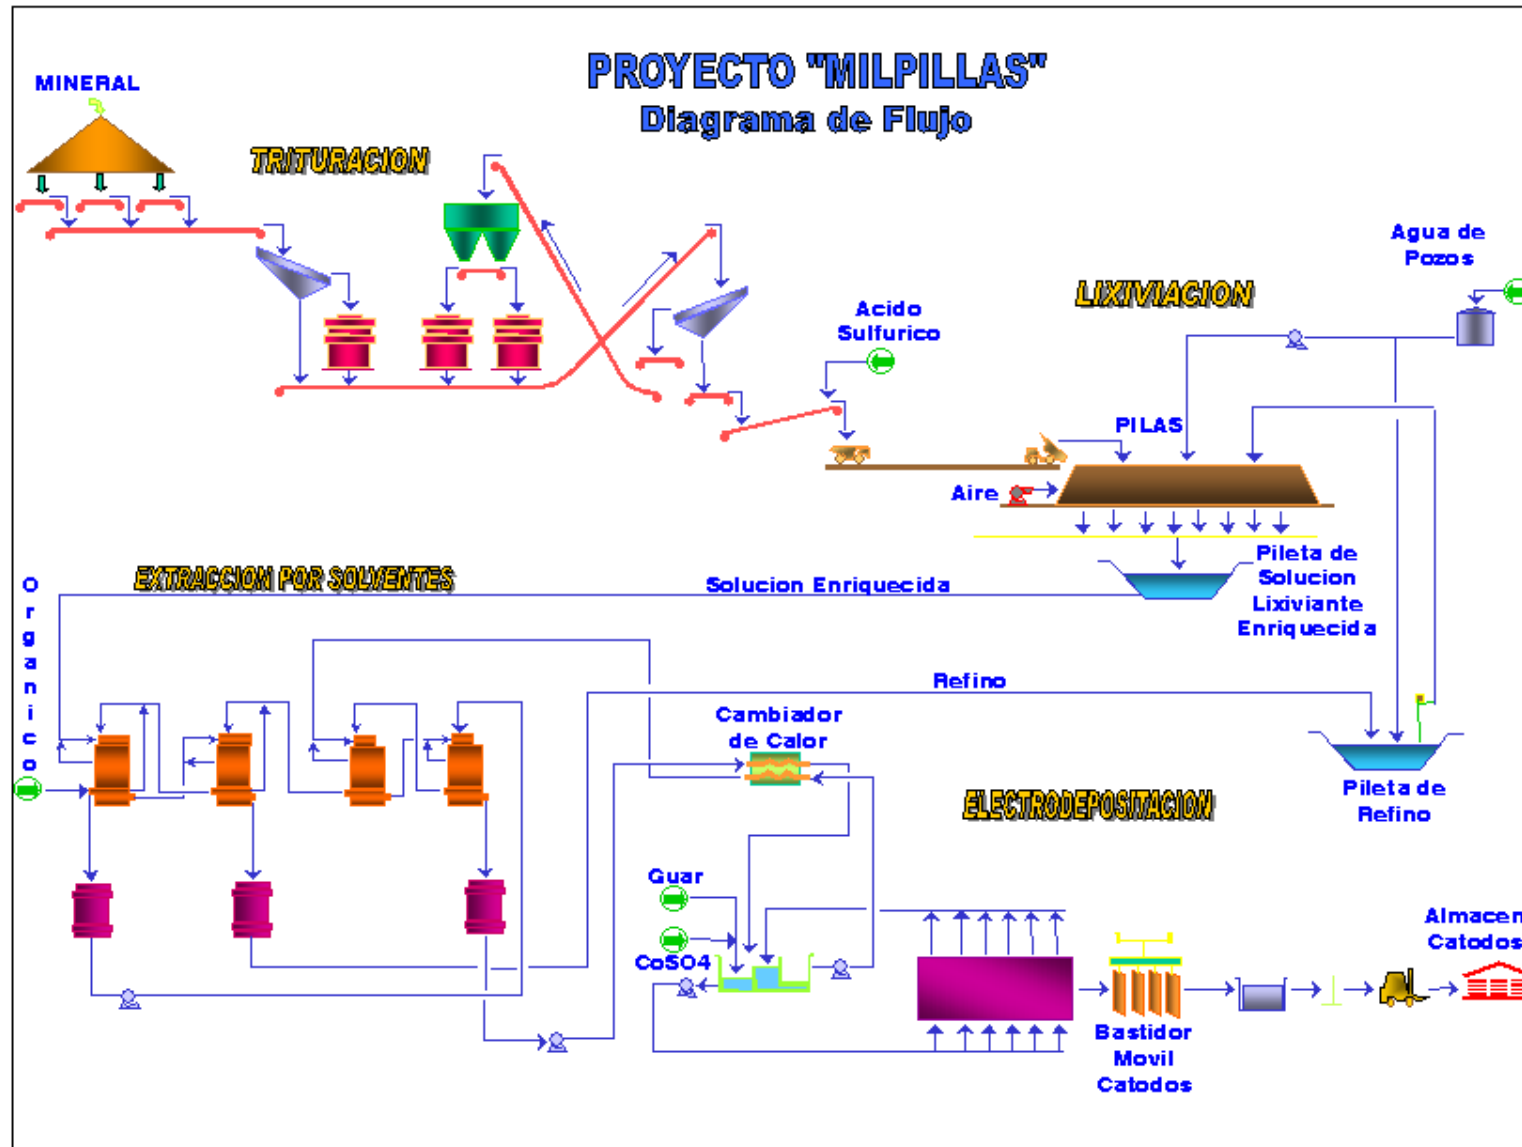 PROYECTO "MILPILLAS"
Diagrama de Flujo
MINERAL
TRITURACION
Agua de
Pozos
LIXIVIACION
Acido
Sulfurico
PILAS
Aire
Pileta de
Solucion
Lixiviante
Enriquecida
EXTRACCION POR SOLVENTES
Solucion Enriquecida
Organico
Refino
Cambiador
de Calor
Pileta de
Refino
ELECTRODEPOSITACION
Guar
CoSO4
Almacen
Catodos
Bastidor
Movil
Catodos